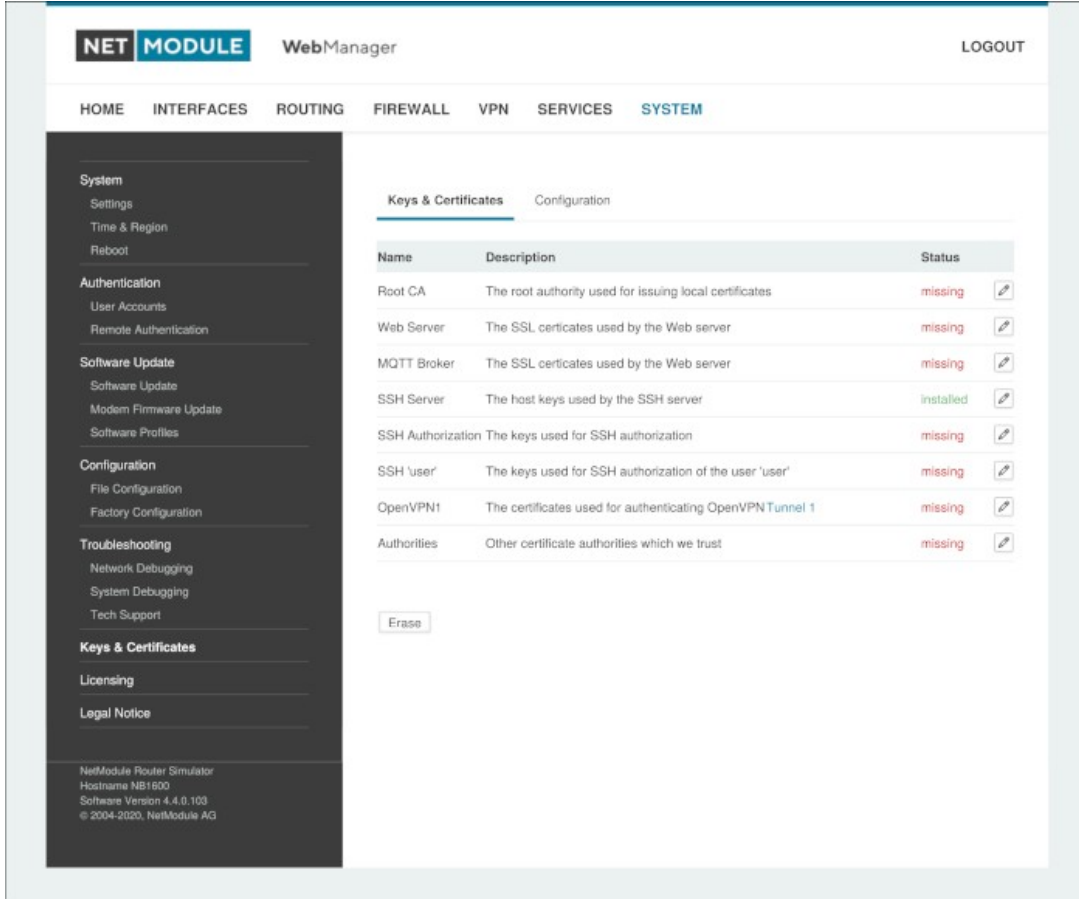 NET MODULE WebManager LOGOUT
HOME INTERFACES ROUTING FIREWALL VPN SERVICES SYSTEM
System
Settings
Time & Region
Reboot
Authentication
User Accounts
Remote Authentication
Software Update
Software Update
Modem Firmware Update
Software Profiles
Configuration
File Configuration
Factory Configuration
Troubleshooting
Network Debugging
System Debugging
Tech Support
Keys & Certificates
Licensing
Legal Notice
NetModule Router Simulator
Hostname NB1600
Software Version 4.4.0.103
© 2004-2020, NetModule AG
Keys & Certificates Configuration
Name Description Status
Root CA The root authority used for issuing local certificates missing
Web Server The SSL certicates used by the Web server missing
MQTT Broker The SSL certicates used by the Web server missing
SSH Server The host keys used by the SSH server installed
SSH Authorization The keys used for SSH authorization missing
SSH 'user' The keys used for SSH authorization of the user 'user' missing
OpenVPN1 The certificates used for authenticating OpenVPN Tunnel 1 missing
Authorities Other certificate authorities which we trust missing
Erase